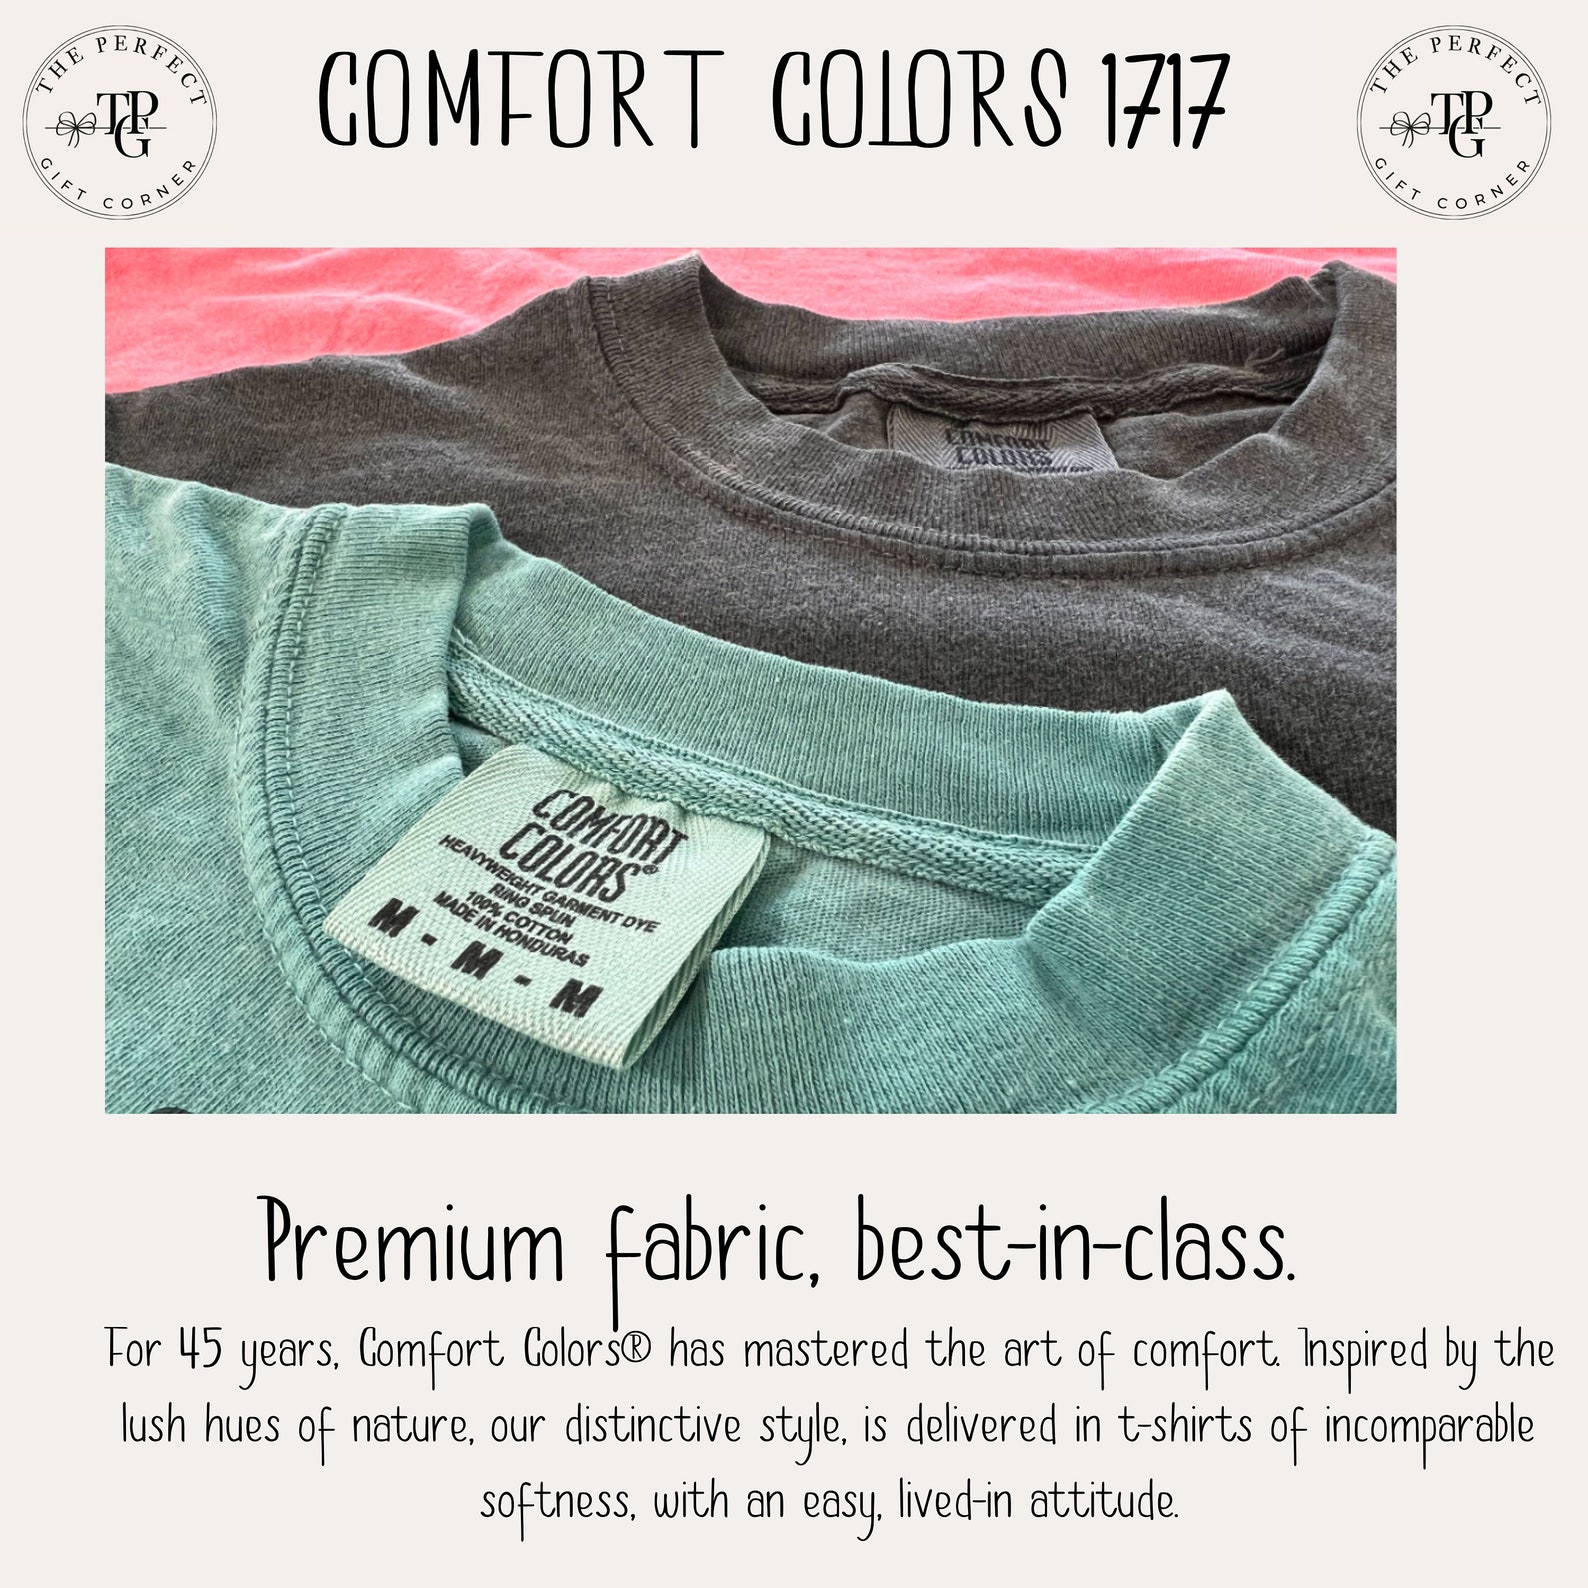 THE PERFECT
TPG
GIFT CORNER
COMFORT COLORS 1717
THE PERFECT
TPG
GIFT CORNER
COMFORT
COLORS
COMFORT
COLORS®
HEAVYWEIGHT GARMENT DYE
RING SPUN
100% COTTON
MADE IN HONDURAS
M - M - M
Premium fabric, best-in-class.
For 45 years, Comfort Colors® has mastered the art of comfort. Inspired by the
lush hues of nature, our distinctive style, is delivered in t-shirts of incomparable
softness, with an easy, lived-in attitude.